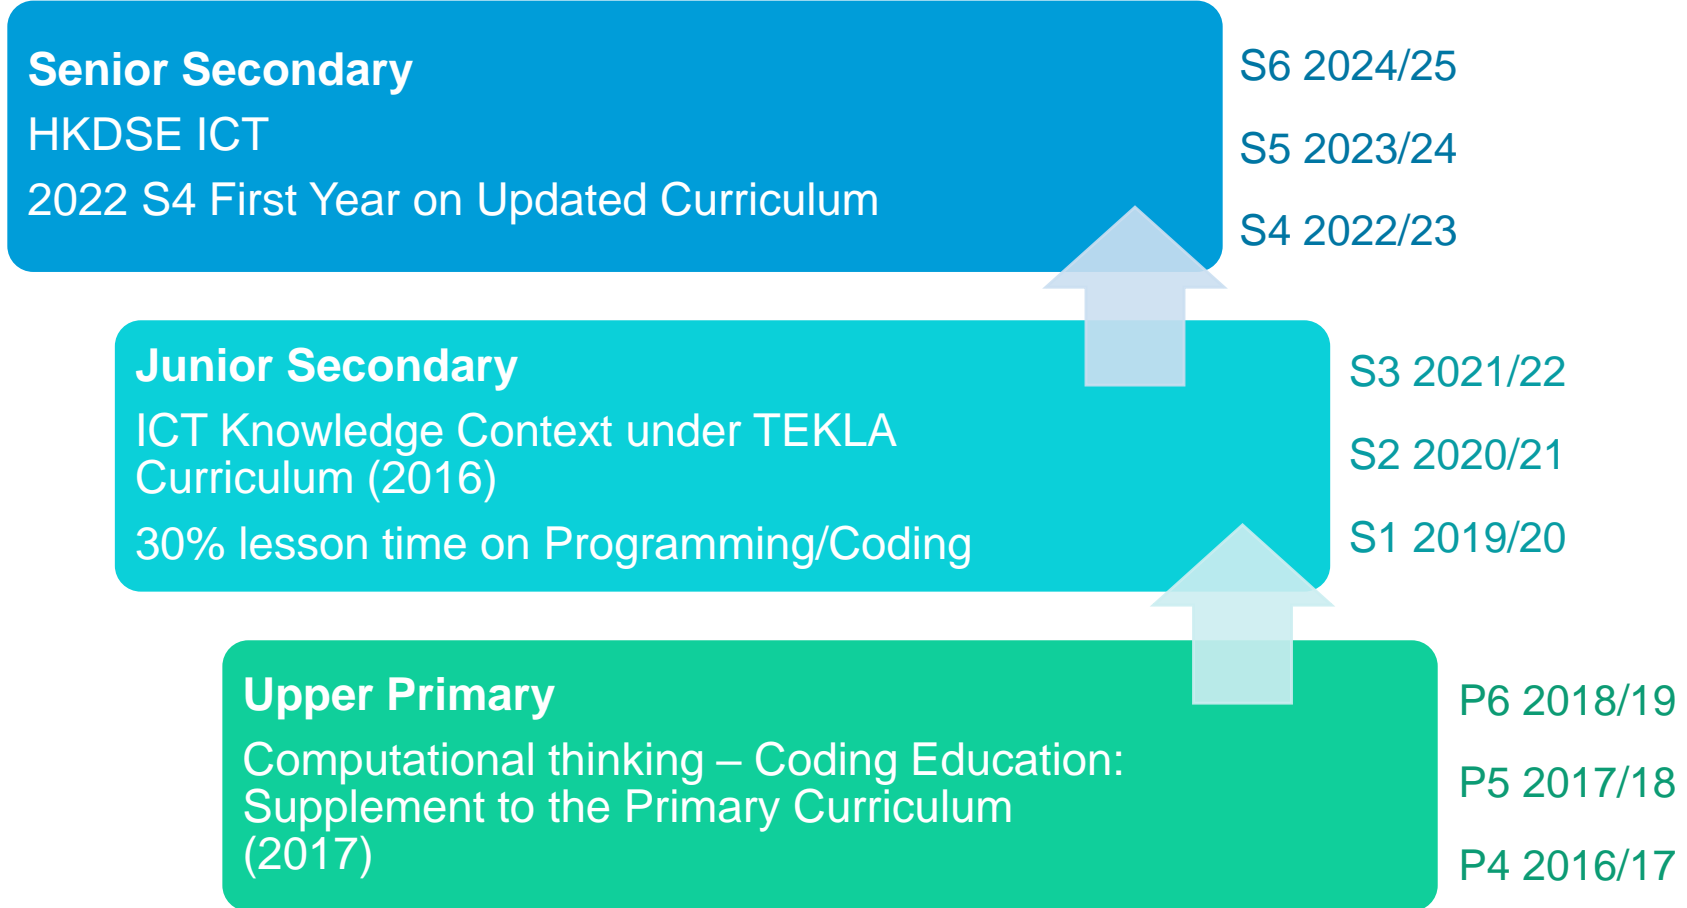 Senior Secondary
HKDSE ICT
2022 S4 First Year on Updated Curriculum
S6 2024/25
S5 2023/24
S4 2022/23
Junior Secondary
ICT Knowledge Context under TEKLA
Curriculum (2016)
30% lesson time on Programming/Coding
S3 2021/22
S2 2020/21
S1 2019/20
Upper Primary
Computational thinking – Coding Education:
Supplement to the Primary Curriculum
(2017)
P6 2018/19
P5 2017/18
P4 2016/17